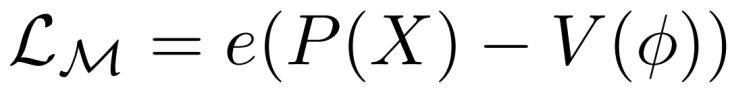 ℒ_ℳ = e(P(X) − V(ϕ))